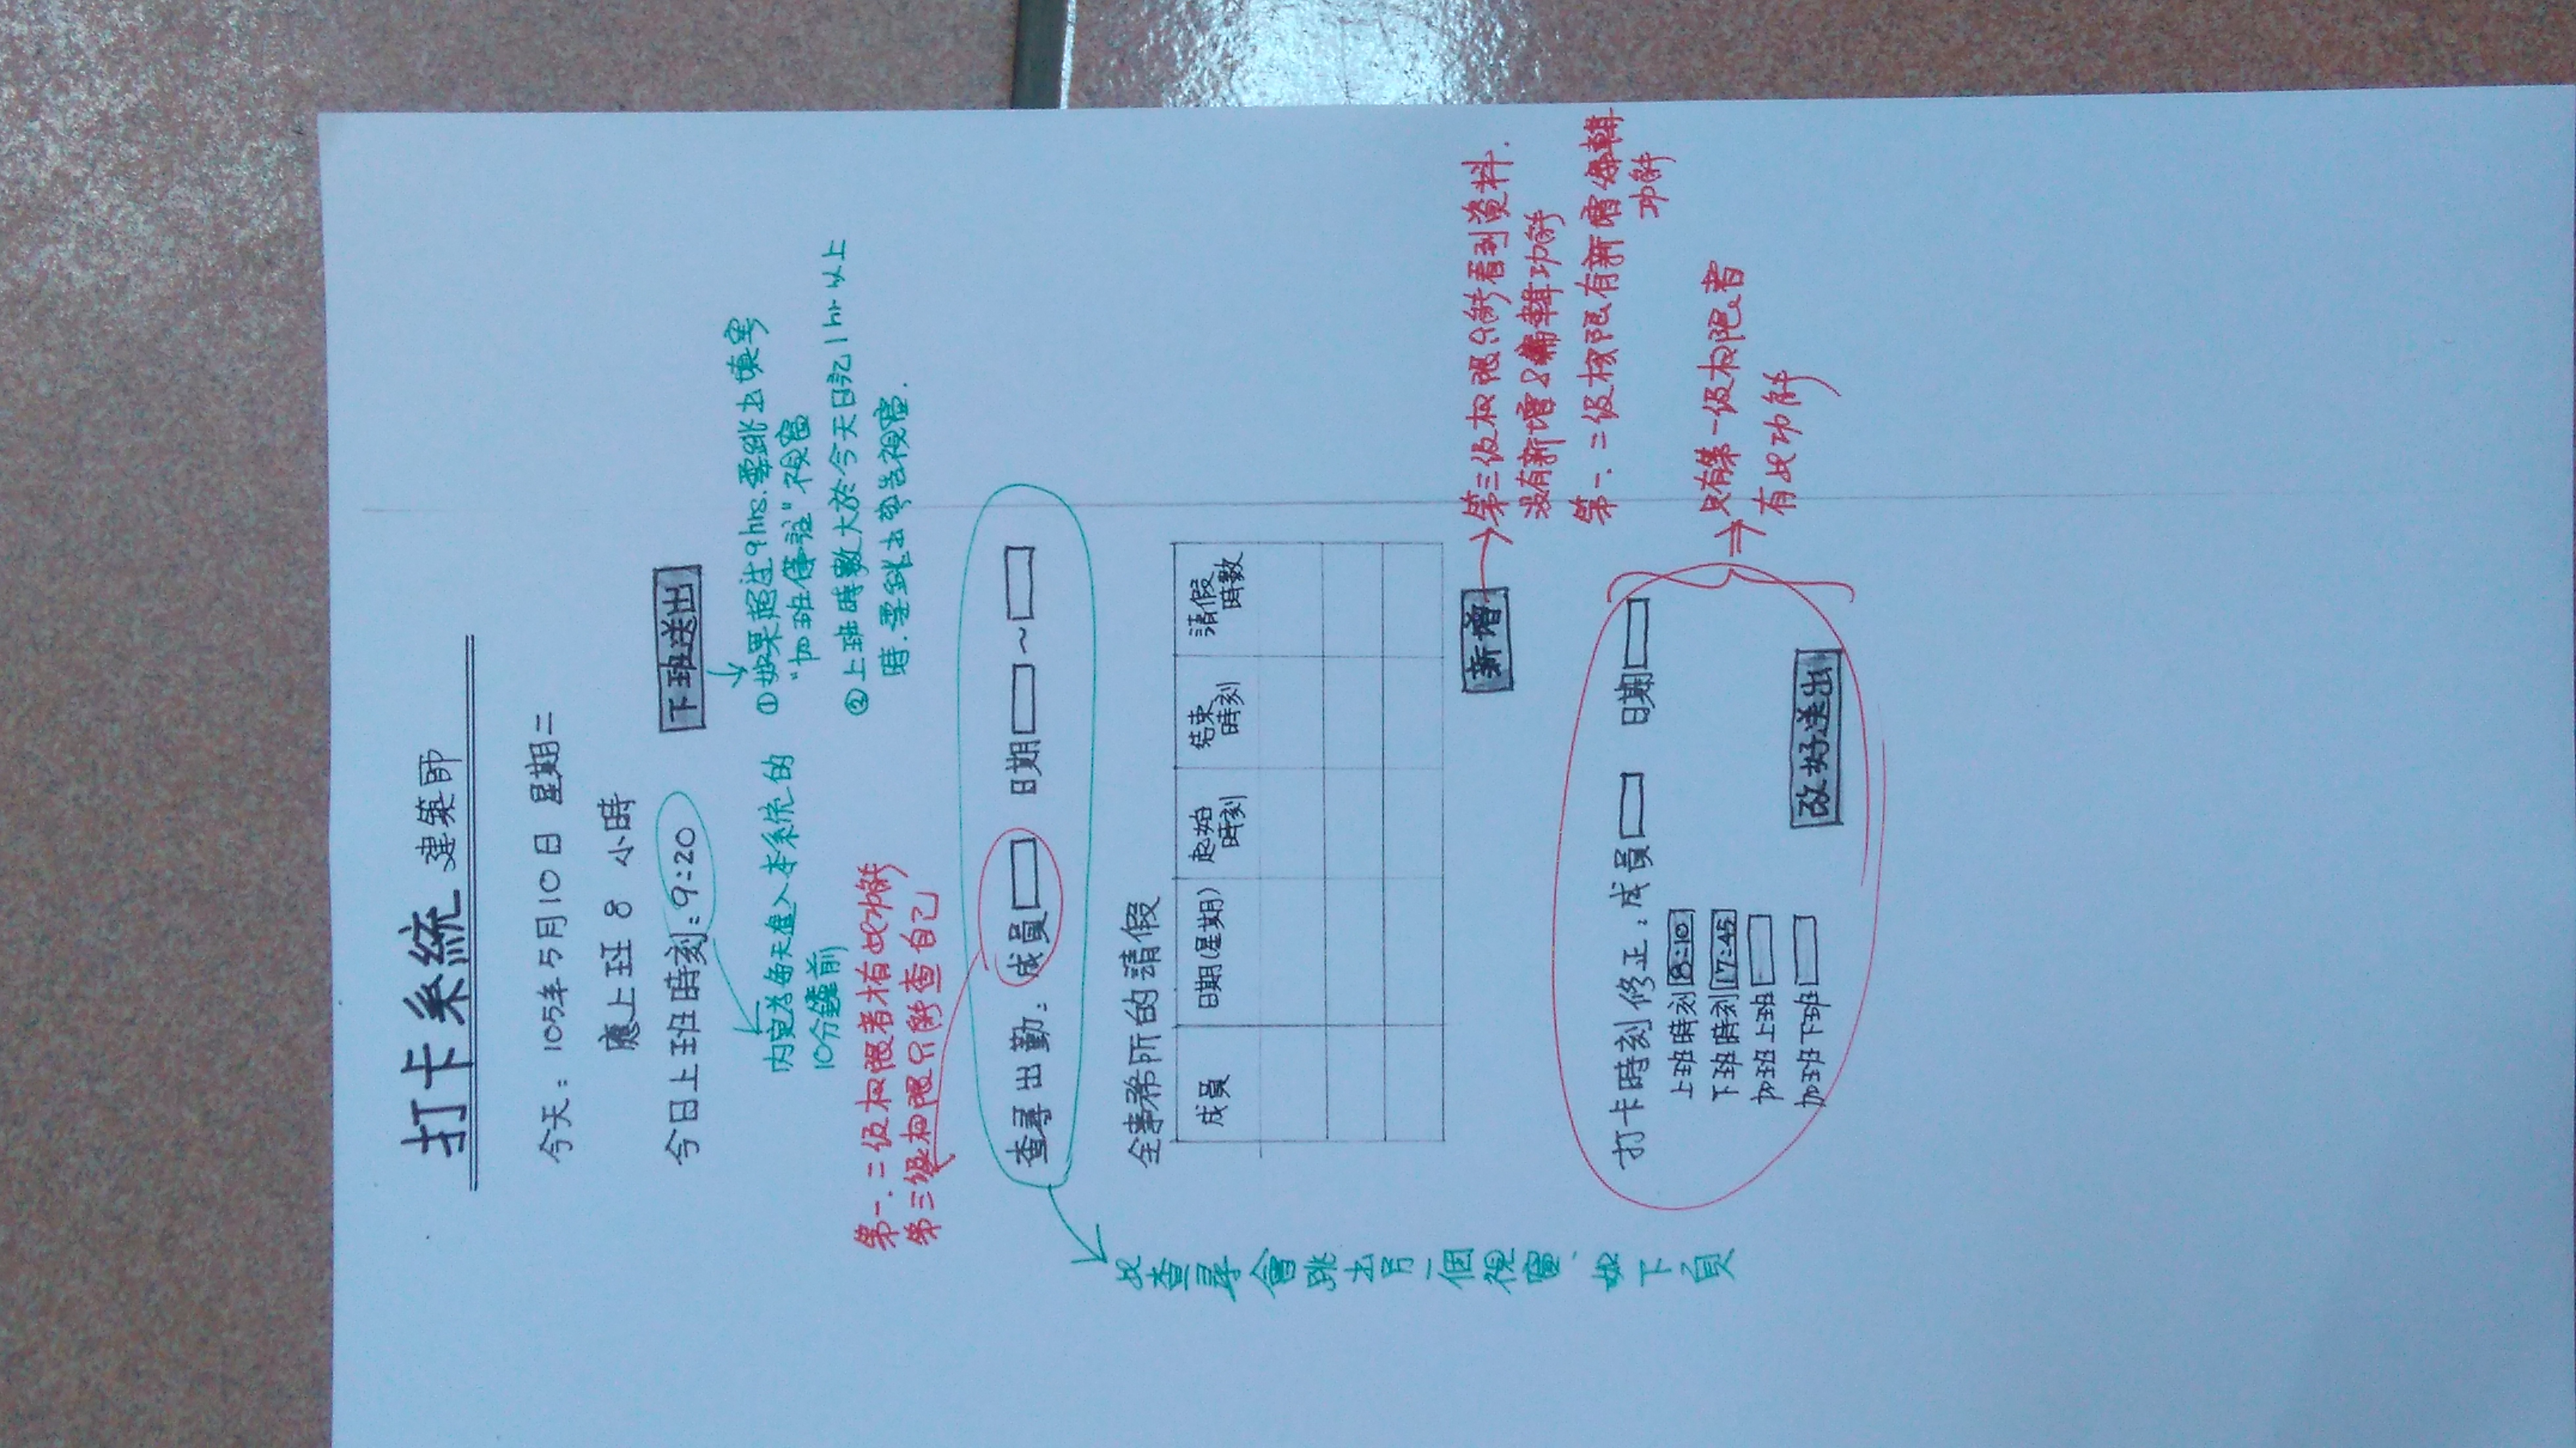 打卡系統 建築師
今天：105年5月10日 星期二
應上班 8 小時
今日上班時刻：9:20
下班送出
內定為每天進入本系統的
10分鐘前
①如果超过9hrs.要跳出填寫
"加班備註"視窗
②上班時數大於今天日記1hr以上
時.要跳出警告視窗.
第一.二级权限者才有此功能
第三級权限只能查自己
查尋出勤：成員 日期 ～
此查尋會跳出另一個視窗、如下頁
全事務所的請假
成員 日期(星期) 起始時刻 结束時刻 請假時數
新增
第三级权限只能看到资料.
沒有新增&編輯功能
第一.二级权限有新增編輯
功能
打卡時刻修正：成員 日期
上班時刻 8:10
下班時刻 17:45
加班上班
加班下班
改好送出
只有第一级权限者
有此功能